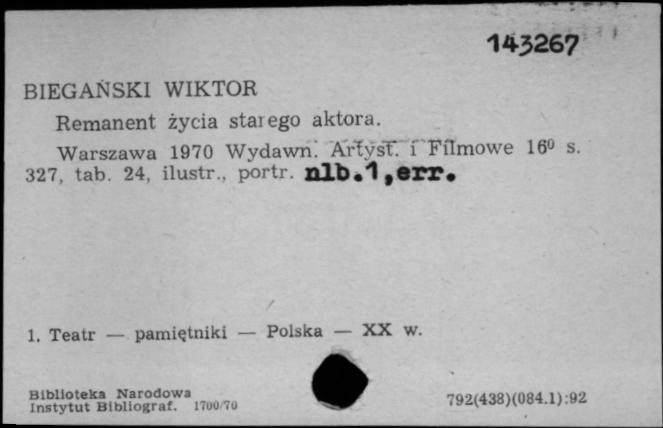 143267
BIEGAŃSKI WIKTOR
Remanent życia starego aktora.
Warszawa 1970 Wydawn. Artyst. i Filmowe 16⁰ s.
327, tab. 24, ilustr., portr. nlb.1,err.
1. Teatr — pamiętniki — Polska — XX w.
Biblioteka Narodowa
Instytut Bibliograf. 1700/70
792(438)(084.1):92